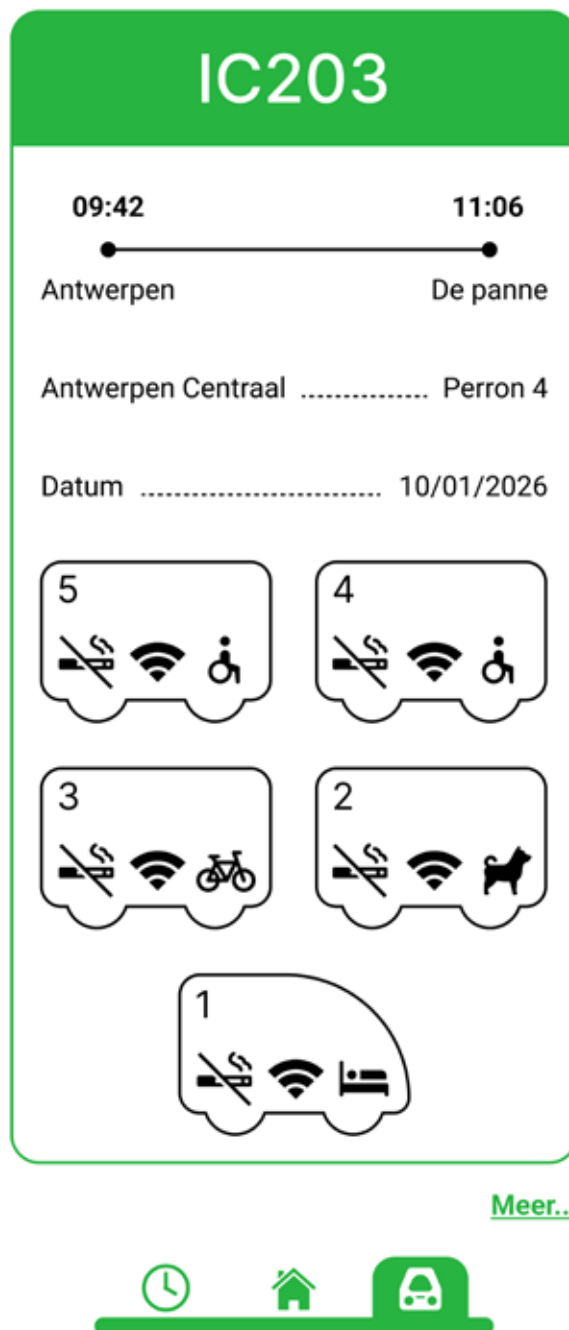 IC203
09:42 11:06
Antwerpen De panne
Antwerpen Centraal ............... Perron 4
Datum ............................ 10/01/2026
5 4
3 2
1
Meer..